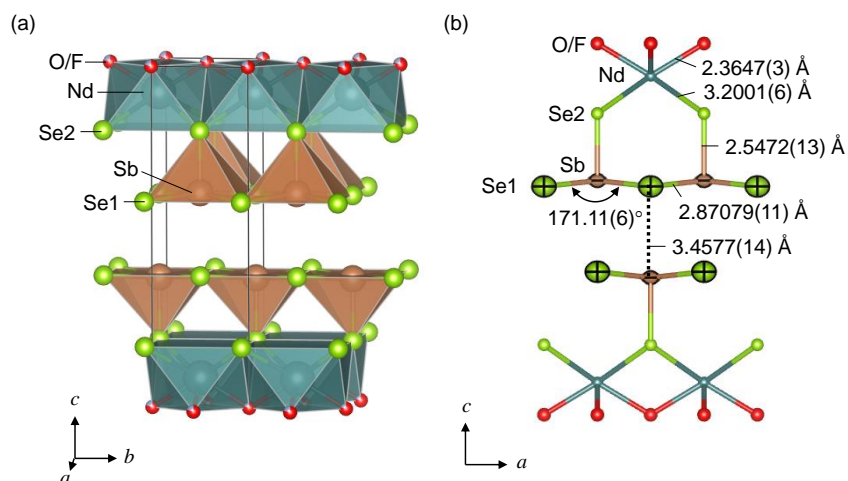 (a)
O/F
Nd
Se2
Sb
Se1
c
b
a
(b)
O/F
Nd
2.3647(3) Å
3.2001(6) Å
Se2
2.5472(13) Å
Sb
Se1
171.11(6)°
2.87079(11) Å
3.4577(14) Å
c
a